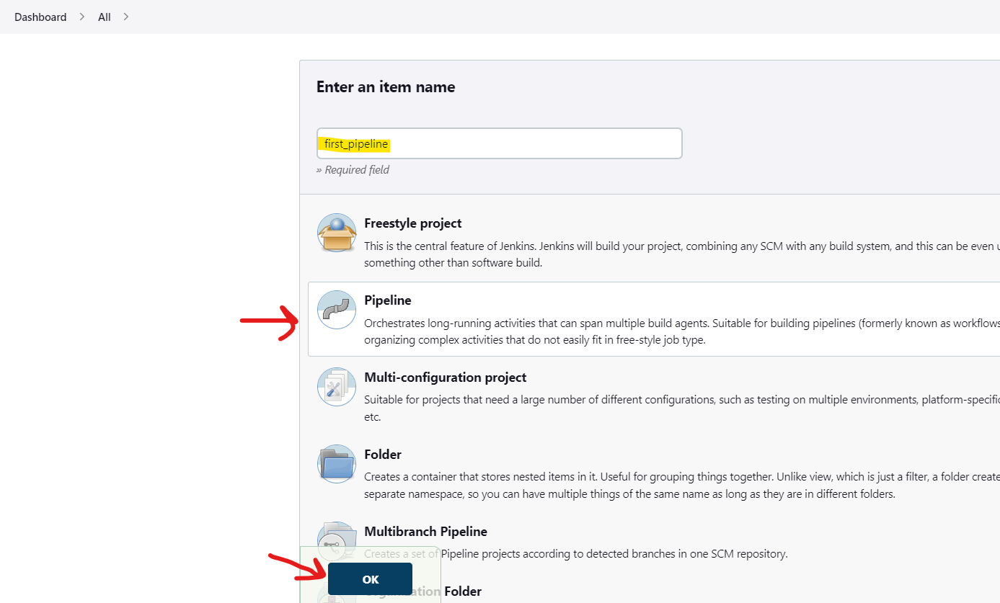 Dashboard > All >
Enter an item name
first_pipeline
» Required field
Freestyle project
This is the central feature of Jenkins. Jenkins will build your project, combining any SCM with any build system, and this can be even
something other than software build.
Pipeline
Orchestrates long-running activities that can span multiple build agents. Suitable for building pipelines (formerly known as workflows
organizing complex activities that do not easily fit in free-style job type.
Multi-configuration project
Suitable for projects that need a large number of different configurations, such as testing on multiple environments, platform-specific
etc.
Folder
Creates a container that stores nested items in it. Useful for grouping things together. Unlike view, which is just a filter, a folder create
separate namespace, so you can have multiple things of the same name as long as they are in different folders.
Multibranch Pipeline
Creates a set of Pipeline projects according to detected branches in one SCM repository.
OK
Organization Folder